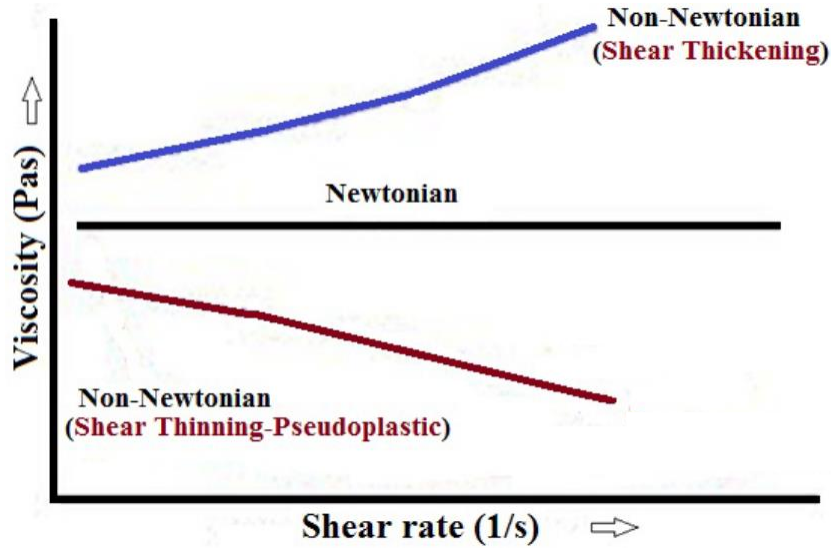 Non-Newtonian
(Shear Thickening)
Newtonian
Viscosity (Pas)
Non-Newtonian
(Shear Thinning-Pseudoplastic)
Shear rate (1/s)